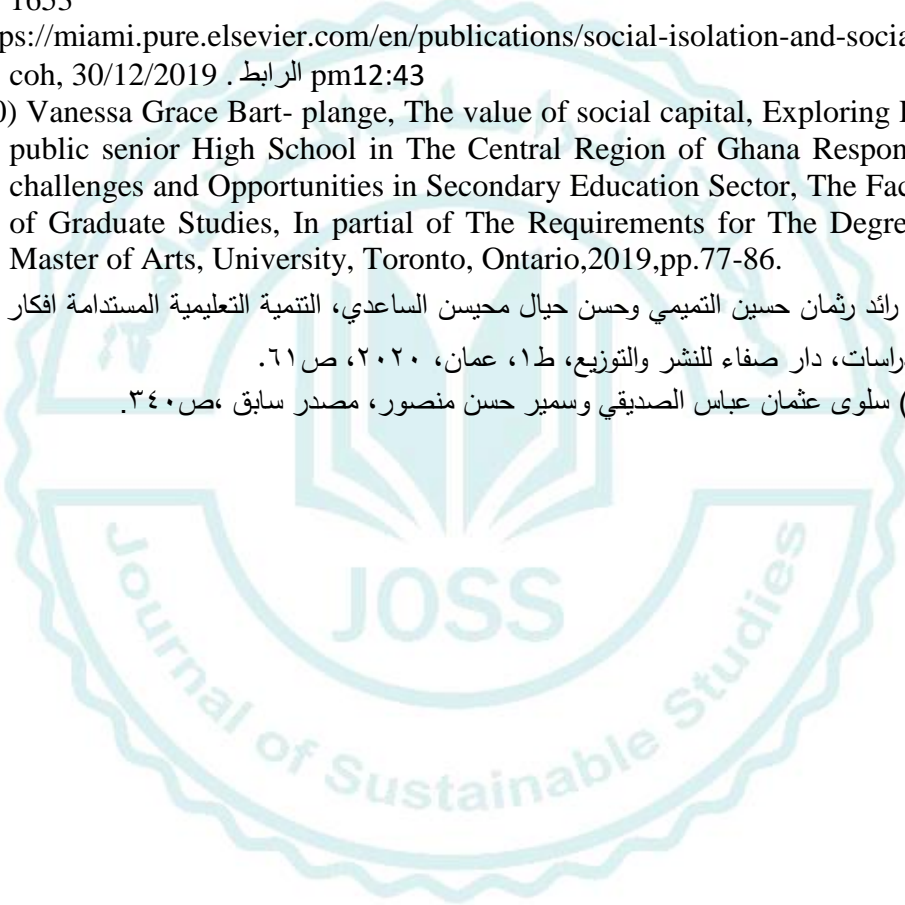 1653
ps://miami.pure.elsevier.com/en/publications/social-isolation-and-socia
coh, 30/12/2019 . الرابط pm12:43
0) Vanessa Grace Bart- plange, The value of social capital, Exploring
public senior High School in The Central Region of Ghana Respon
challenges and Opportunities in Secondary Education Sector, The Fac
of Graduate Studies, In partial of The Requirements for The Degre
Master of Arts, University, Toronto, Ontario,2019,pp.77-86.
رائد رثمان حسين التميمي وحسن حيال محيسن الساعدي، التنمية التعليمية المستدامة افكار
راسات، دار صفاء للنشر والتوزيع، ط١، عمان، ٢٠٢٠، ص٦١.
) سلوى عثمان عباس الصديقي وسمير حسن منصور، مصدر سابق ،ص٣٤٠.
JOSS
Journal of Sustainable Studies